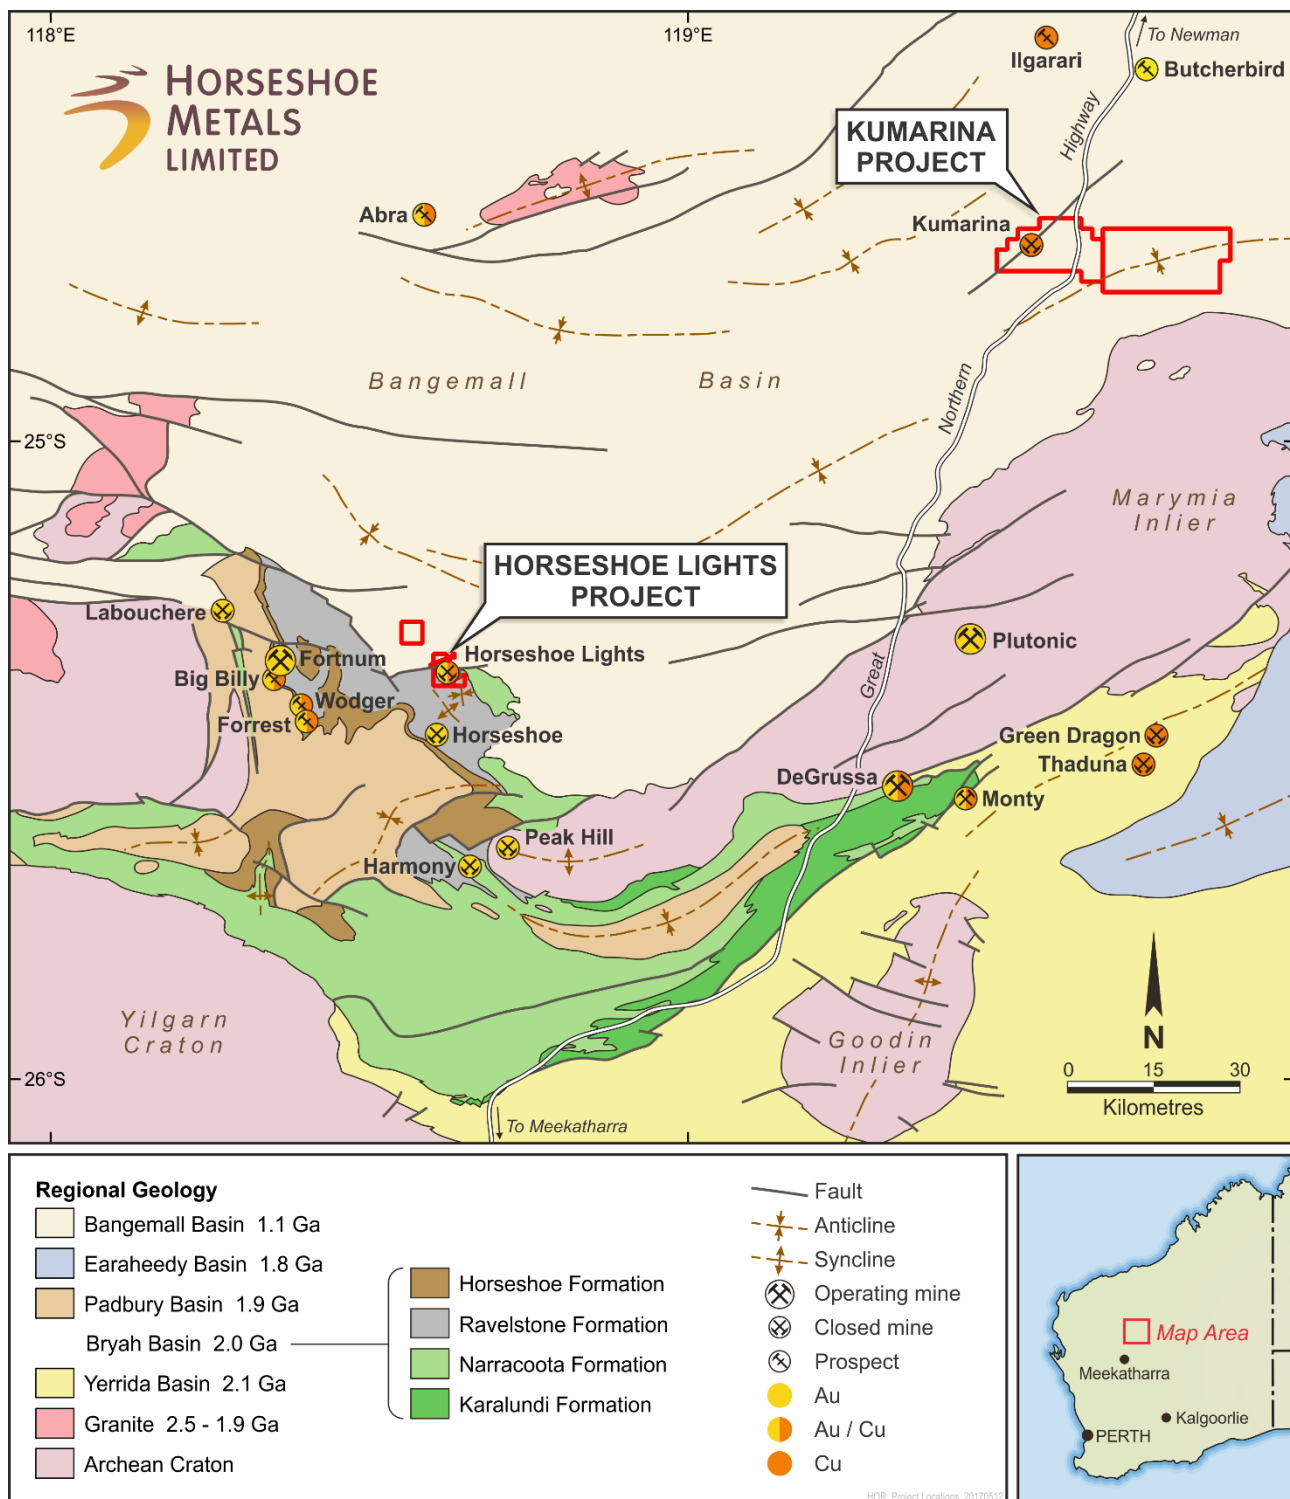 118°E
119°E
To Newman
Ilgarari
Butcherbird
HORSESHOE
METALS
LIMITED
KUMARINA
PROJECT
Highway
Abra
Kumarina
Bangemall Basin
Northern
25°S
Marymia
Inlier
HORSESHOE LIGHTS
PROJECT
Labouchere
Horseshoe Lights
Plutonic
Fortnum
Big Billy
Wodger
Forrest
Horseshoe
Great
Green Dragon
Thaduna
DeGrussa
Monty
Peak Hill
Harmony
Yilgarn
Craton
Goodin
Inlier
N
26°S
0 15 30
Kilometres
To Meekatharra
Regional Geology
Bangemall Basin 1.1 Ga
Earaheedy Basin 1.8 Ga
Padbury Basin 1.9 Ga
Bryah Basin 2.0 Ga
Yerrida Basin 2.1 Ga
Granite 2.5 - 1.9 Ga
Archean Craton
Horseshoe Formation
Ravelstone Formation
Narracoota Formation
Karalundi Formation
Fault
Anticline
Syncline
Operating mine
Closed mine
Prospect
Au
Au / Cu
Cu
Map Area
Meekatharra
Kalgoorlie
PERTH
HOR_Project Locations_20170512